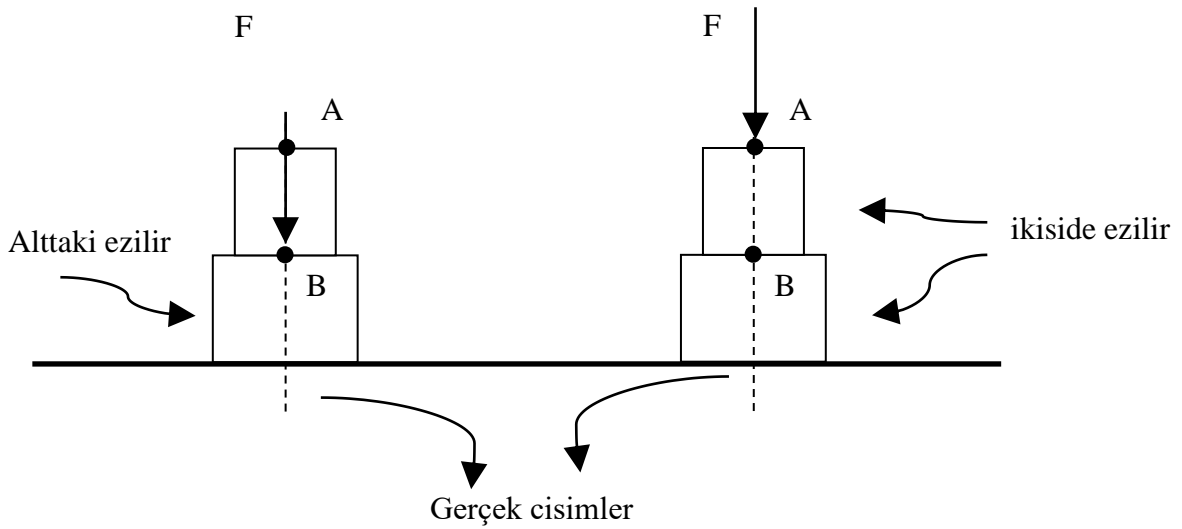 F
F
A
A
Alttaki ezilir
ikiside ezilir
B
B
Gerçek cisimler